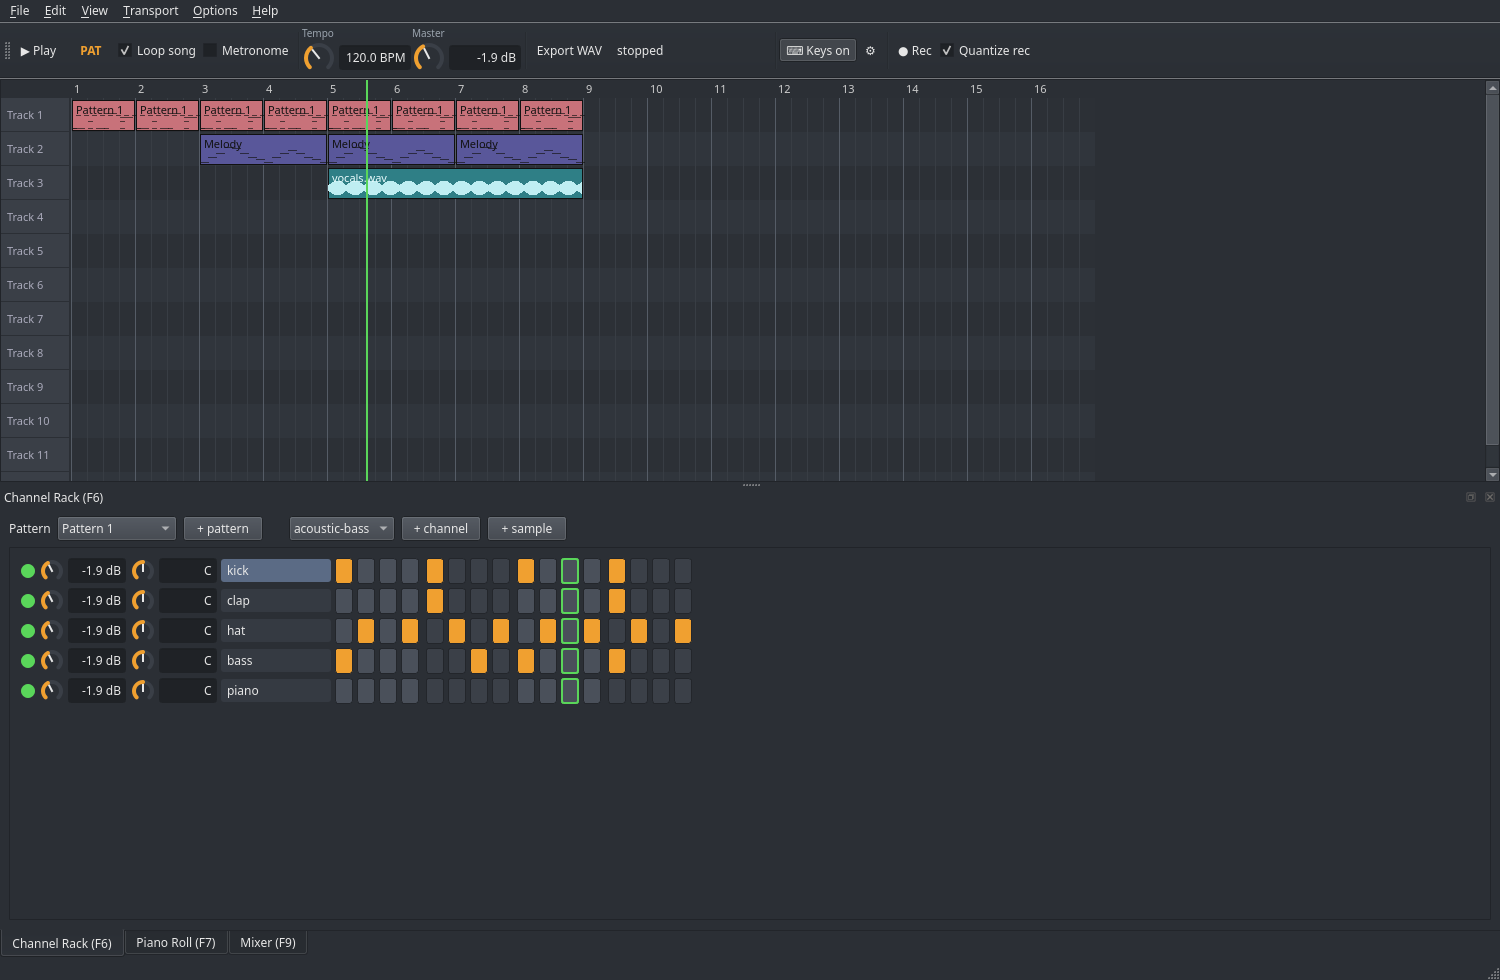 File Edit View Transport Options Help
Tempo Master
▶ Play PAT Loop song Metronome 120.0 BPM -1.9 dB Export WAV stopped Keys on Rec Quantize rec
1 2 3 4 5 6 7 8 9 10 11 12 13 14 15 16
Track 1 Pattern 1 Pattern 1 Pattern 1 Pattern 1 Pattern 1 Pattern 1 Pattern 1 Pattern 1
Track 2 Melody Melody Melody
Track 3 vocals.wav
Track 4
Track 5
Track 6
Track 7
Track 8
Track 9
Track 10
Track 11
Channel Rack (F6)
Pattern Pattern 1 + pattern acoustic-bass + channel + sample
-1.9 dB C kick
-1.9 dB C clap
-1.9 dB C hat
-1.9 dB C bass
-1.9 dB C piano
Channel Rack (F6) Piano Roll (F7) Mixer (F9)